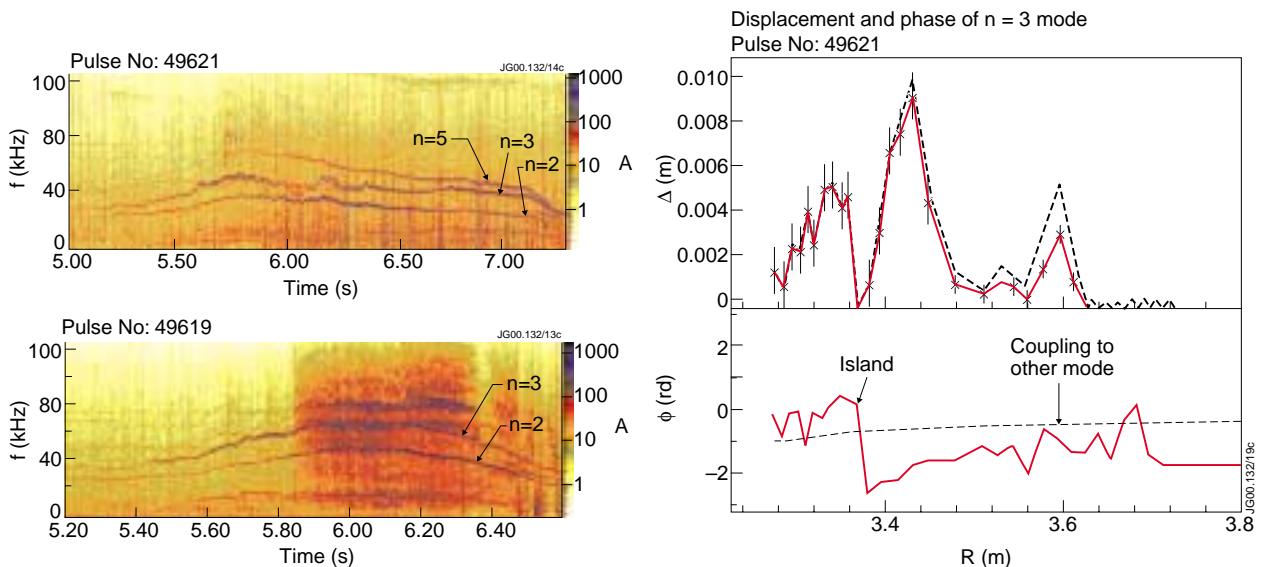 Pulse No: 49621
JG00.132/14c
100
80
40
0
f (kHz)
n=5
n=3
n=2
1000
100
10
1
A
5.00 5.50 6.00 6.50 7.00
Time (s)
Pulse No: 49619
JG00.132/13c
100
80
40
0
f (kHz)
n=3
n=2
1000
100
10
1
A
5.20 5.40 5.60 5.80 6.00 6.20 6.40
Time (s)
Displacement and phase of n = 3 mode
Pulse No: 49621
0.010
0.008
0.006
0.004
0.002
0
Δ (m)
2
0
−2
ϕ (rd)
Island
Coupling to
other mode
3.4 3.6 3.8
R (m)
JG00.132/19c